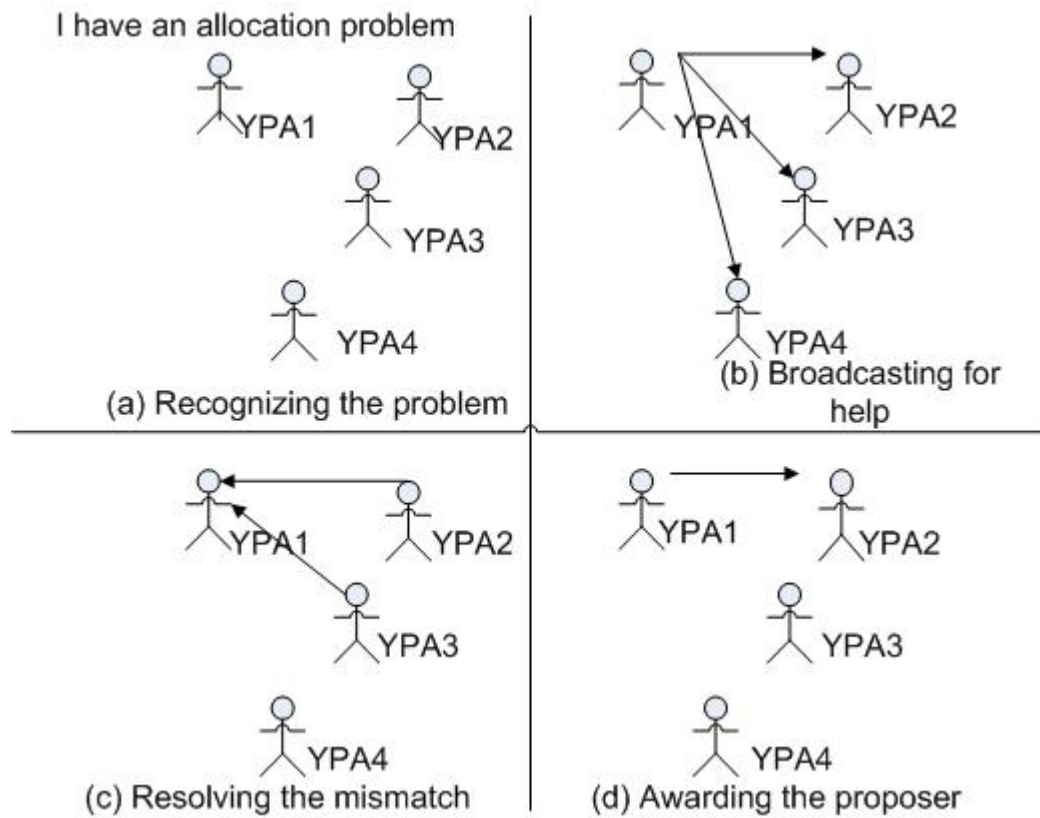 I have an allocation problem
YPA1
YPA2
YPA3
YPA4
(a) Recognizing the problem
YPA1
YPA2
YPA3
YPA4
(b) Broadcasting for
help
YPA1
YPA2
YPA3
YPA4
(c) Resolving the mismatch
YPA1
YPA2
YPA3
YPA4
(d) Awarding the proposer